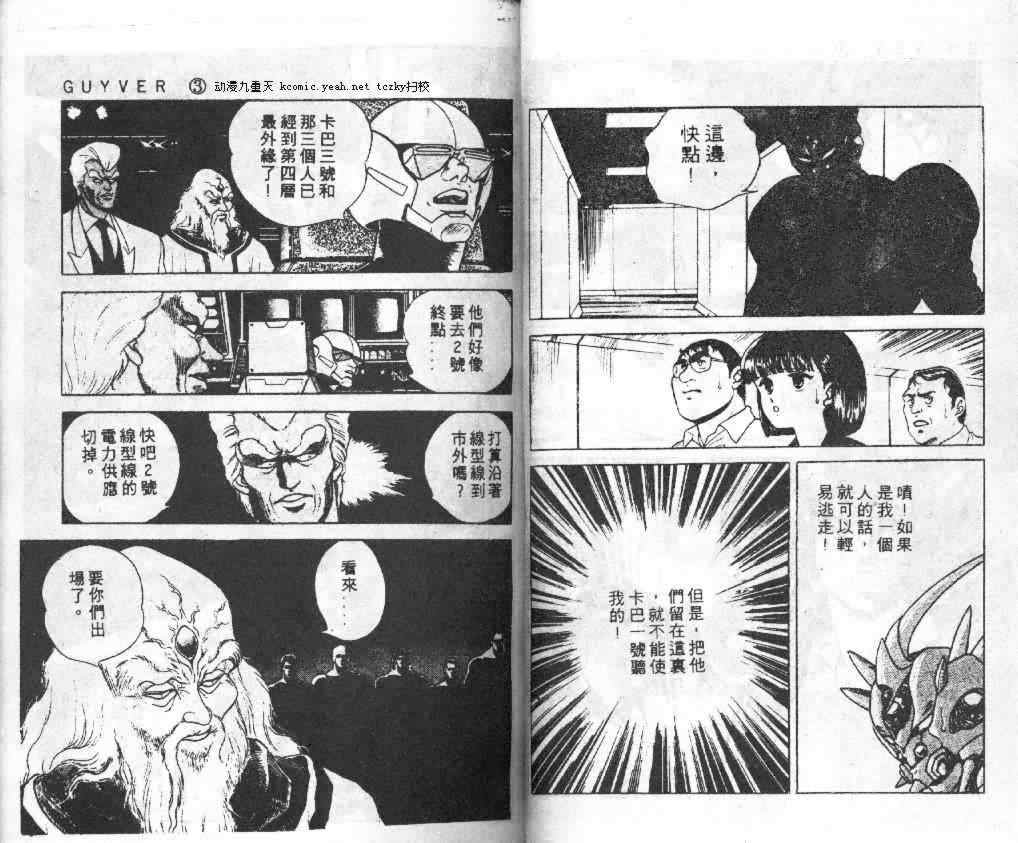 GUYVER ③ 动漫九重天 kcomic.yeah.net tczky扫校
這邊，
快點！
嘖！如果
是我一個
人的話，
就可以輕
易逃走！
但是，把他
們留在這裏
，就不能使
卡巴一號聽
我的！
卡巴三號和
那三個人已
經到第四層
最外緣了！
他們好像
要去2號
終點....
打算沿著
線型線到
市外嗎？
快吧2號
線型線的
電力供應
切掉。
看來....
要你們出
場了。